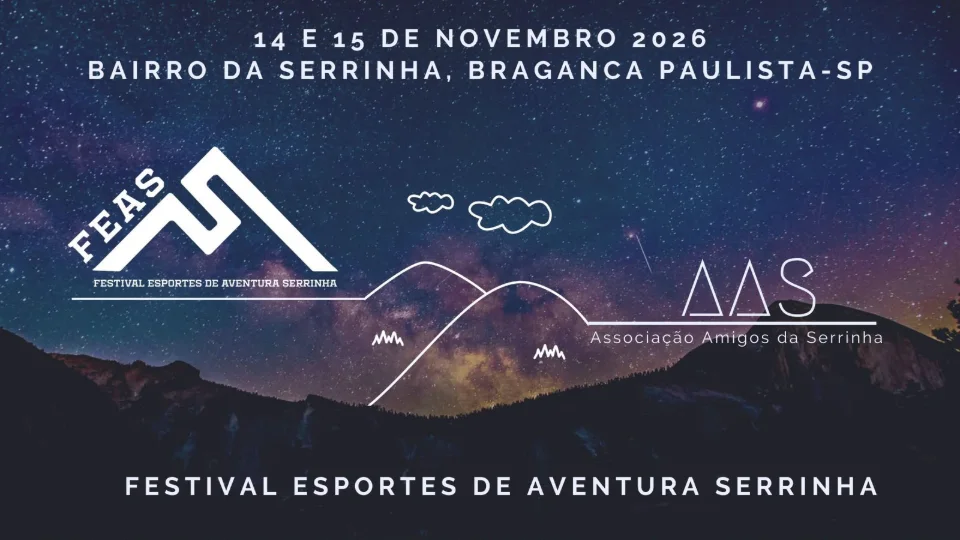 14 E 15 DE NOVEMBRO 2026
BAIRRO DA SERRINHA, BRAGANCA PAULISTA-SP
FEAS
FESTIVAL ESPORTES DE AVENTURA SERRINHA
AAS
Associação Amigos da Serrinha
FESTIVAL ESPORTES DE AVENTURA SERRINHA